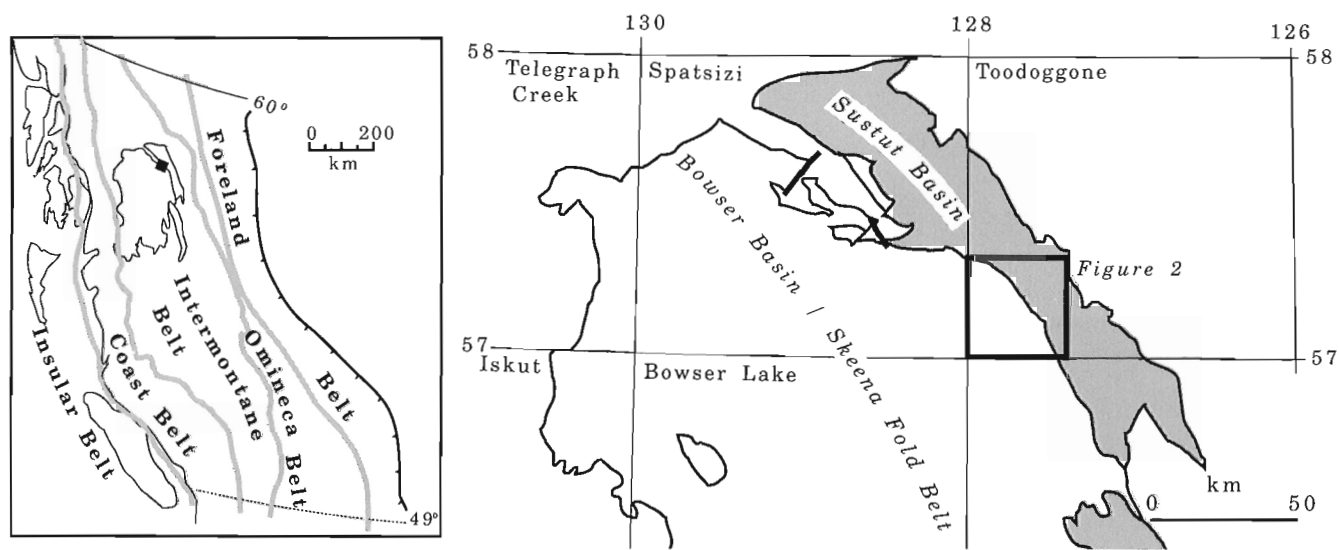 60°
0 200
km
Foreland
Belt
Intermontane
Belt
Omineca Belt
Coast Belt
Insular Belt
49°
130
128
126
58
Telegraph
Creek
Spatsizi
Toodoggone
58
Sustut Basin
Bowser Basin / Skeena Fold Belt
Figure 2
57
57
Iskut
Bowser Lake
km
0 50